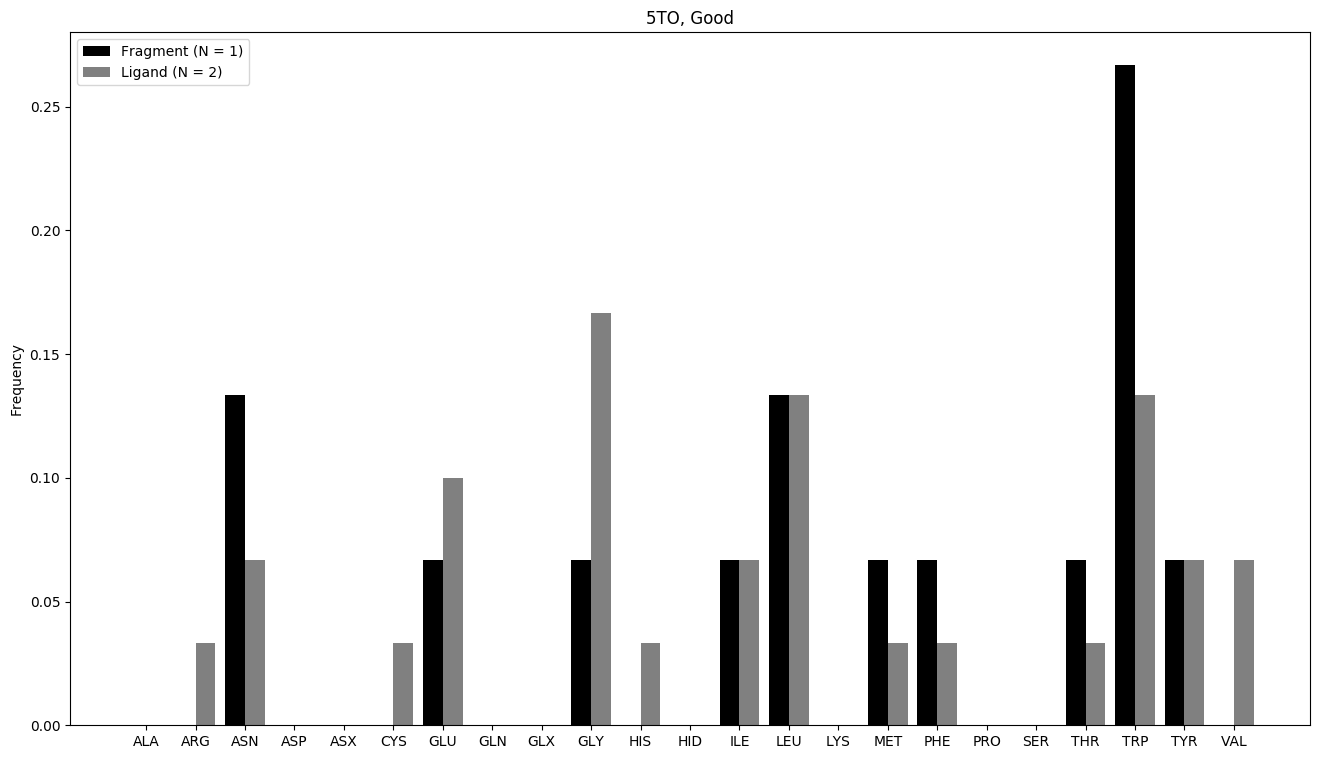 5TO, Good
Fragment (N = 1)
Ligand (N = 2)
Frequency
0.25
0.20
0.15
0.10
0.05
0.00
ALA ARG ASN ASP ASX CYS GLU GLN GLX GLY HIS HID ILE LEU LYS MET PHE PRO SER THR TRP TYR VAL